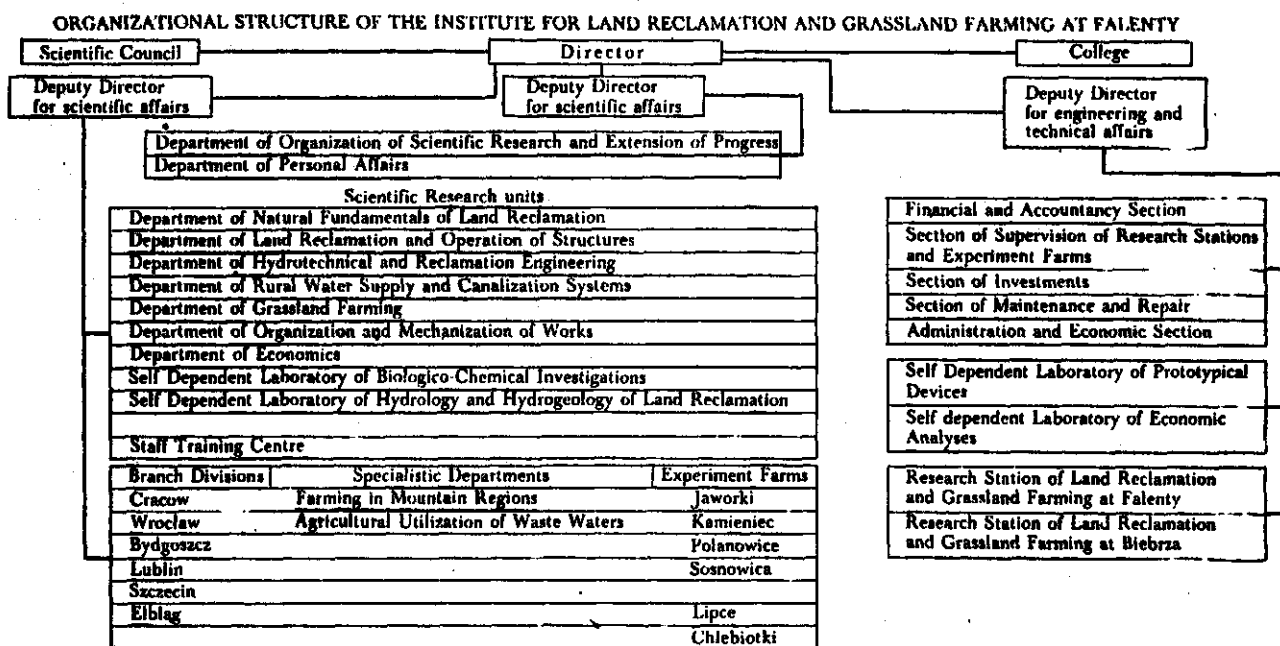 ORGANIZATIONAL STRUCTURE OF THE INSTITUTE FOR LAND RECLAMATION AND GRASSLAND FARMING AT FALENTY
Scientific Council
Director
College
Deputy Director
for scientific affairs
Deputy Director
for scientific affairs
Deputy Director
for engineering and
technical affairs
Department of Organization of Scientific Research and Extension of Progress
Department of Personal Affairs
Scientific Research units
Department of Natural Fundamentals of Land Reclamation
Department of Land Reclamation and Operation of Structures
Department of Hydrotechnical and Reclamation Engineering
Department of Rural Water Supply and Canalization Systems
Department of Grassland Farming
Department of Organization and Mechanization of Works
Department of Economics
Self Dependent Laboratory of Biologico-Chemical Investigations
Self Dependent Laboratory of Hydrology and Hydrogeology of Land Reclamation
Staff Training Centre
Branch Divisions Specialistic Departments Experiment Farms
Cracow Farming in Mountain Regions Jaworki
Wrocław Agricultural Utilization of Waste Waters Kamieniec
Bydgoszcz Polanowice
Lublin Sosnowica
Szczecin
Elbląg Lipce
Chlebiotki
Financial and Accountancy Section
Section of Supervision of Research Stations
and Experiment Farms
Section of Investments
Section of Maintenance and Repair
Administration and Economic Section
Self Dependent Laboratory of Prototypical
Devices
Self dependent Laboratory of Economic
Analyses
Research Station of Land Reclamation
and Grassland Farming at Falenty
Research Station of Land Reclamation
and Grassland Farming at Biebrza